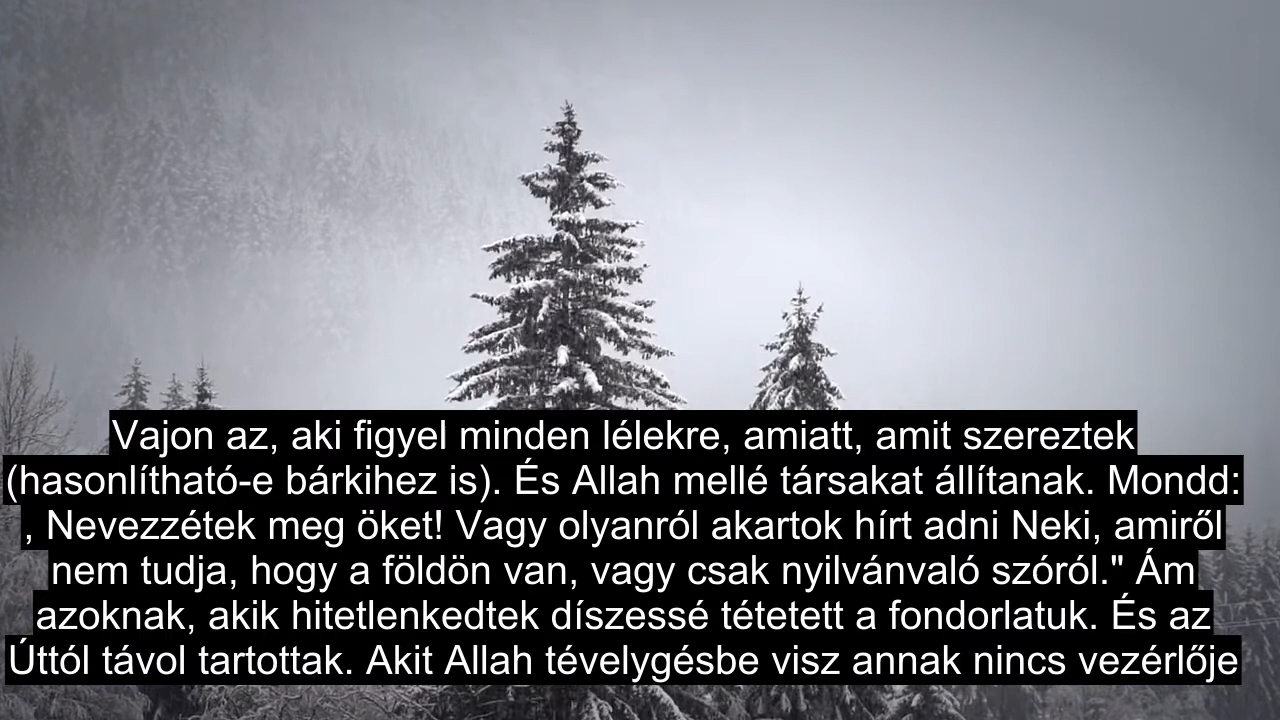 Vajon az, aki figyel minden lélekre, amiatt, amit szereztek
(hasonlítható-e bárkihez is). És Allah mellé társakat állítanak. Mondd:
, Nevezzétek meg öket! Vagy olyanról akartok hírt adni Neki, amiről
nem tudja, hogy a földön van, vagy csak nyilvánvaló szóról." Ám
azoknak, akik hitetlenkedtek díszessé tétetett a fondorlatuk. És az
Úttól távol tartottak. Akit Allah tévelygésbe visz annak nincs vezérlője